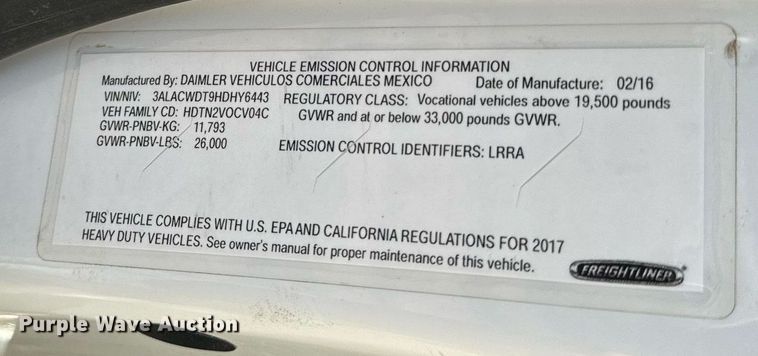 VEHICLE EMISSION CONTROL INFORMATION
Manufactured By: DAIMLER VEHICULOS COMERCIALES MEXICO Date of Manufacture: 02/16
VIN/NIV: 3ALACWDT9HDHY6443 REGULATORY CLASS: Vocational vehicles above 19,500 pounds
VEH FAMILY CD: HDTN2VOCV04C GVWR and at or below 33,000 pounds GVWR.
GVWR-PNBV-KG: 11,793
GVWR-PNBV-LBS: 26,000 EMISSION CONTROL IDENTIFIERS: LRRA
THIS VEHICLE COMPLIES WITH U.S. EPA AND CALIFORNIA REGULATIONS FOR 2017
HEAVY DUTY VEHICLES. See owner's manual for proper maintenance of this vehicle.
FREIGHTLINER
Purple Wave Auction